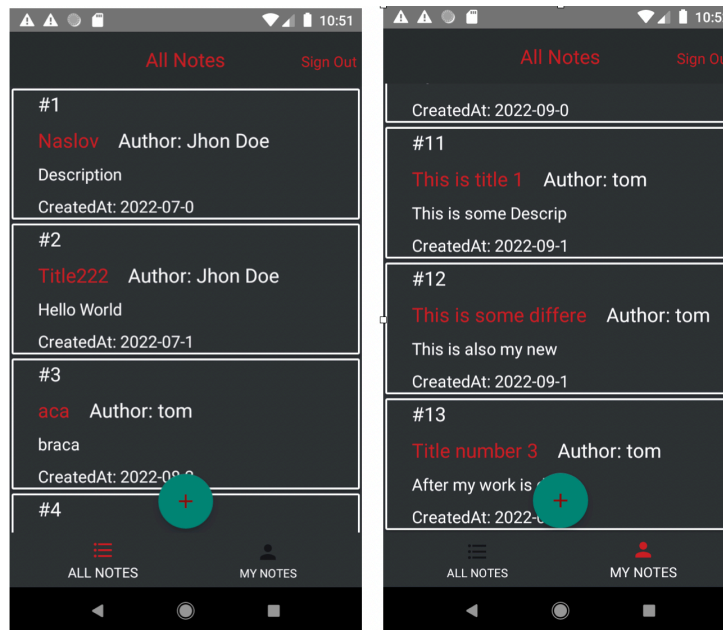 10:51
All Notes Sign Out
#1
Naslov Author: Jhon Doe
Description
CreatedAt: 2022-07-0
#2
Title222 Author: Jhon Doe
Hello World
CreatedAt: 2022-07-1
#3
aca Author: tom
braca
CreatedAt: 2022-08-2
#4
+
ALL NOTES MY NOTES
10:5
All Notes Sign Ou
CreatedAt: 2022-09-0
#11
This is title 1 Author: tom
This is some Descrip
CreatedAt: 2022-09-1
#12
This is some differe Author: tom
This is also my new
CreatedAt: 2022-09-1
#13
Title number 3 Author: tom
After my work is
CreatedAt: 2022-
+
ALL NOTES MY NOTES